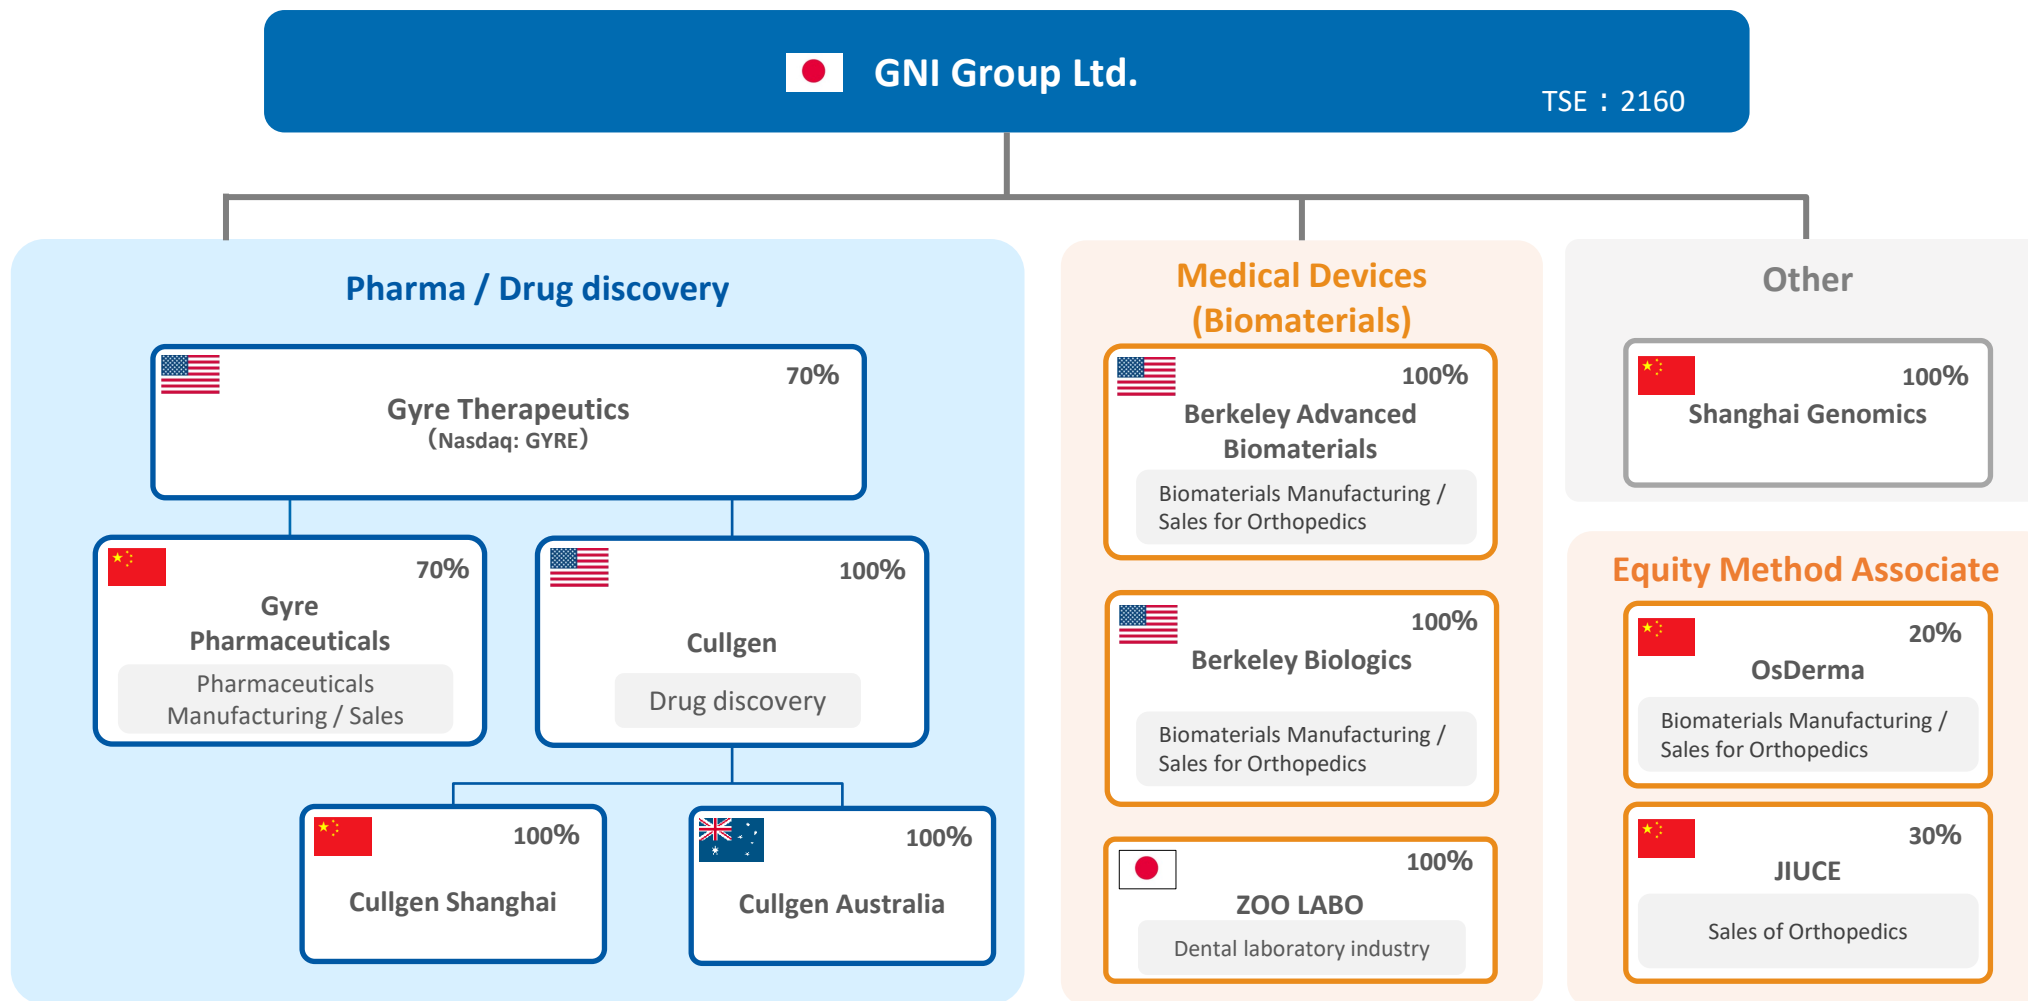 GNI Group Ltd.
TSE：2160
Pharma / Drug discovery
70%
Gyre Therapeutics
（Nasdaq: GYRE）
70%
Gyre
Pharmaceuticals
Pharmaceuticals
Manufacturing / Sales
100%
Cullgen
Drug discovery
100%
Cullgen Shanghai
100%
Cullgen Australia
Medical Devices
(Biomaterials)
100%
Berkeley Advanced
Biomaterials
Biomaterials Manufacturing /
Sales for Orthopedics
100%
Berkeley Biologics
Biomaterials Manufacturing /
Sales for Orthopedics
100%
ZOO LABO
Dental laboratory industry
Other
100%
Shanghai Genomics
Equity Method Associate
20%
OsDerma
Biomaterials Manufacturing /
Sales for Orthopedics
30%
JIUCE
Sales of Orthopedics